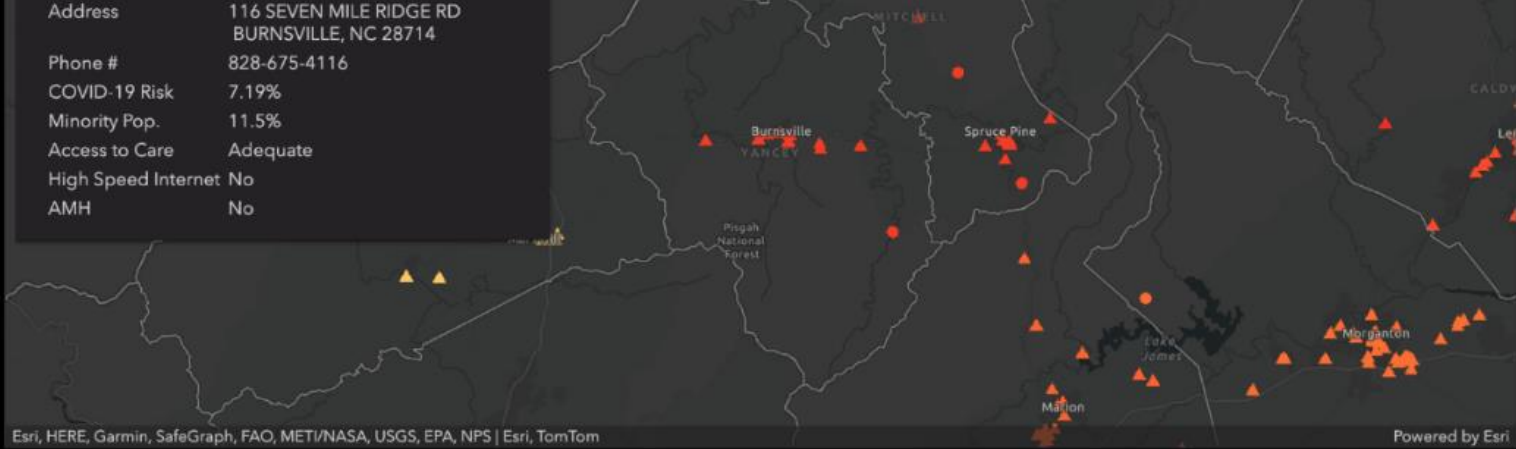 Address 116 SEVEN MILE RIDGE RD
BURNSVILLE, NC 28714
Phone # 828-675-4116
COVID-19 Risk 7.19%
Minority Pop. 11.5%
Access to Care Adequate
High Speed Internet No
AMH No
MITCHELL
Burnsville
YANCEY
Spruce Pine
Pisgah
National
Forest
Lake
James
Morganton
Marion
Esri, HERE, Garmin, SafeGraph, FAO, METI/NASA, USGS, EPA, NPS | Esri, TomTom
Powered by Esri